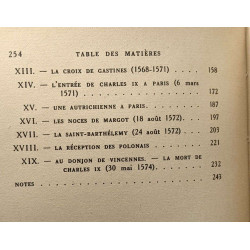 254 TABLE DES MATIÈRES
XIII. — LA CROIX DE GASTINES (1568-1571) . . . . 158
XIV. — L'ENTRÉE DE CHARLES IX A PARIS (6 mars
1571) . . . . . . . . . . . . . . . . 172
XV. — UNE AUTRICHIENNE A PARIS. . . . . . . . 187
XVI. — LES NOCES DE MARGOT (18 août 1572). . . . 197
XVII. — LA SAINT-BARTHÉLEMY (24 août 1572) . . . . 203
XVIII. — LA RÉCEPTION DES POLONAIS . . . . . . . 221
XIX. — AU DONJON DE VINCENNES. — LA MORT DE
CHARLES IX (30 mai 1574). . . . . . . . . 232
NOTES . . . . . . . . . . . . . . . . . . 243